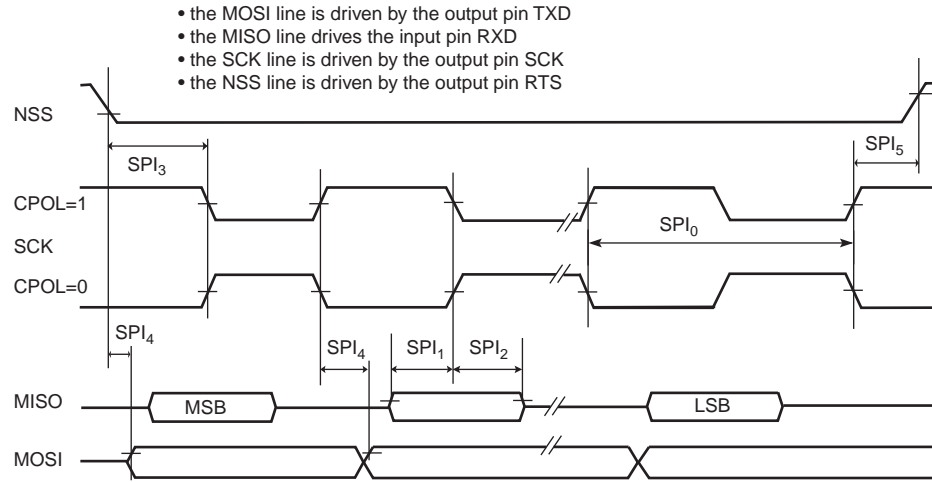 • the MOSI line is driven by the output pin TXD
• the MISO line drives the input pin RXD
• the SCK line is driven by the output pin SCK
• the NSS line is driven by the output pin RTS
NSS
SPI3
SPI5
CPOL=1
SCK
SPI0
CPOL=0
SPI4
SPI4
SPI1
SPI2
MISO
MSB
LSB
MOSI